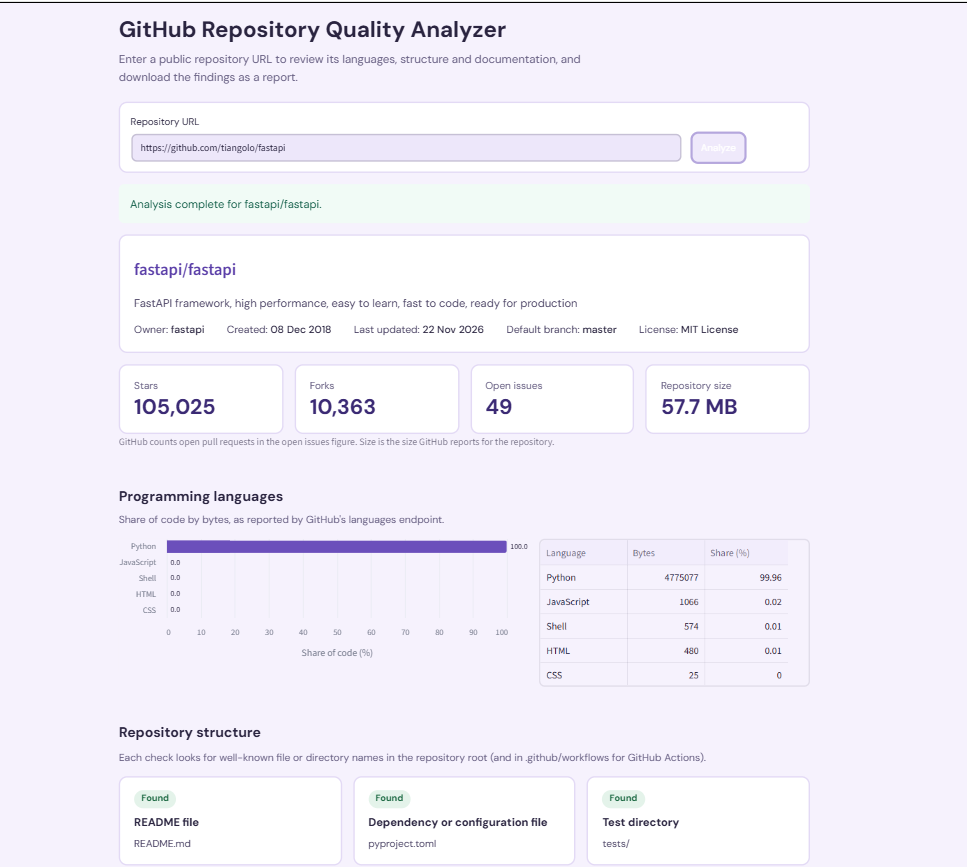 GitHub Repository Quality Analyzer
Enter a public repository URL to review its languages, structure and documentation, and
download the findings as a report.
Repository URL
https://github.com/tiangolo/fastapi
Analyze
Analysis complete for fastapi/fastapi.
fastapi/fastapi
FastAPI framework, high performance, easy to learn, fast to code, ready for production
Owner: fastapi Created: 08 Dec 2018 Last updated: 22 Nov 2026 Default branch: master License: MIT License
Stars Forks Open issues Repository size
105,025 10,363 49 57.7 MB
GitHub counts open pull requests in the open issues figure. Size is the size GitHub reports for the repository.
Programming languages
Share of code by bytes, as reported by GitHub's languages endpoint.
Python 100.0
JavaScript 0.0
Shell 0.0
HTML 0.0
CSS 0.0
0 10 20 30 40 50 60 70 80 90 100
Share of code (%)
Language Bytes Share (%)
Python 4775077 99.96
JavaScript 1066 0.02
Shell 574 0.01
HTML 480 0.01
CSS 25 0
Repository structure
Each check looks for well-known file or directory names in the repository root (and in .github/workflows for GitHub Actions).
Found Found Found
README file Dependency or configuration file Test directory
README.md pyproject.toml tests/